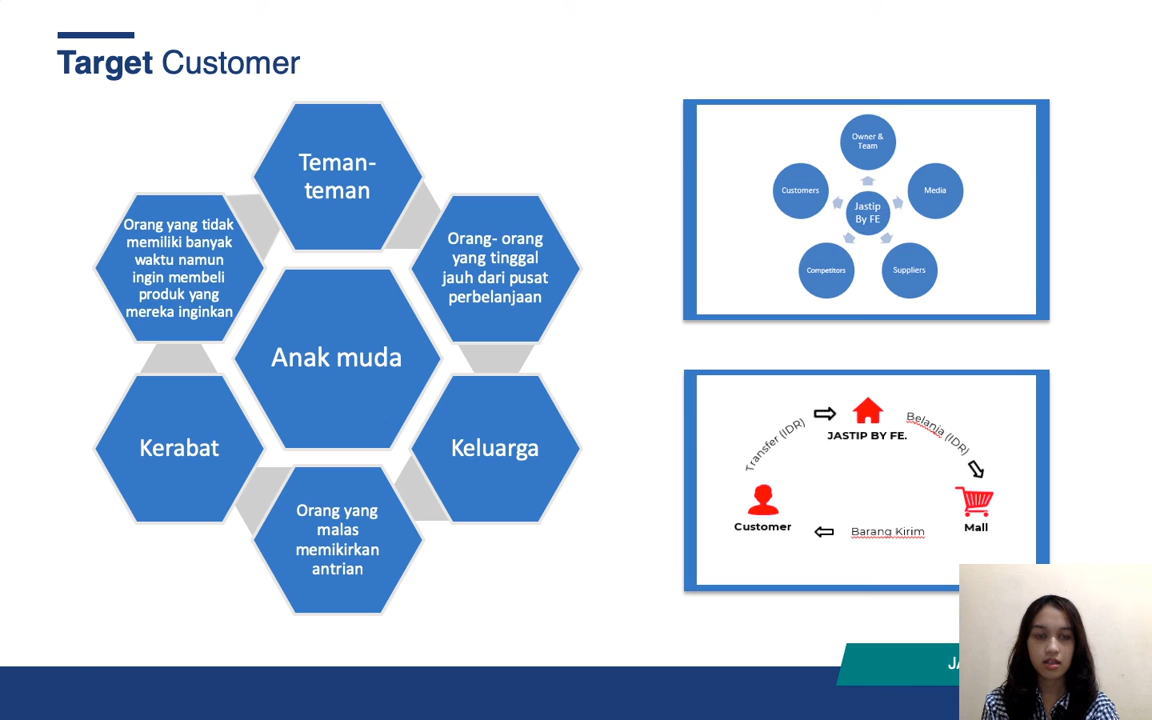 Target Customer
Teman-
teman
Orang yang tidak
memiliki banyak
waktu namun
ingin membeli
produk yang
mereka inginkan
Orang- orang
yang tinggal
jauh dari pusat
perbelanjaan
Anak muda
Kerabat
Keluarga
Orang yang
malas
memikirkan
antrian
Owner &
Team
Customers
Media
Jastip
By FE
Competitors
Suppliers
Transfer (IDR)
JASTIP BY FE.
Belanja (IDR)
Customer
Barang Kirim
Mall